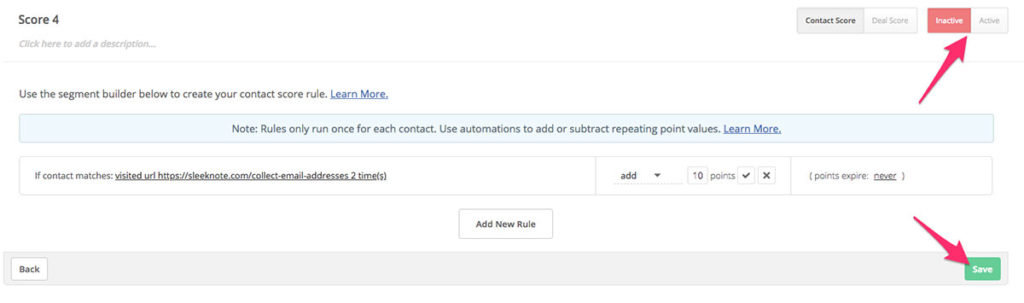 Score 4
Contact Score Deal Score Inactive Active
Click here to add a description...
Use the segment builder below to create your contact score rule. Learn More.
Note: Rules only run once for each contact. Use automations to add or subtract repeating point values. Learn More.
If contact matches: visited url https://sleeknote.com/collect-email-addresses 2 time(s) add 10 points ( points expire: never )
Add New Rule
Back Save